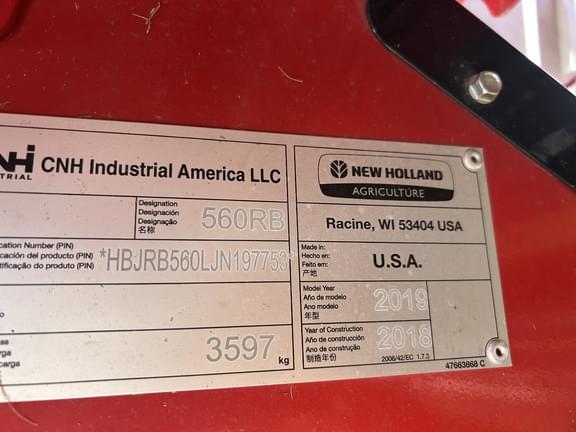 CNH Industrial America LLC
Designation
Designation
Designação
名称
560RB
(PIN)
*HBJRB560LJN197753*
3597 kg
NEW HOLLAND
AGRICULTURE
Racine, WI 53404 USA
Made in:
Hecho en:
Feito em:
产地
U.S.A.
Model Year
Año de modelo
Ano modelo
年型
2019
Year of Construction
Año de construcción
Ano de construção
制造年份
2018
2006/42/EC 1.7.3
47663868 C